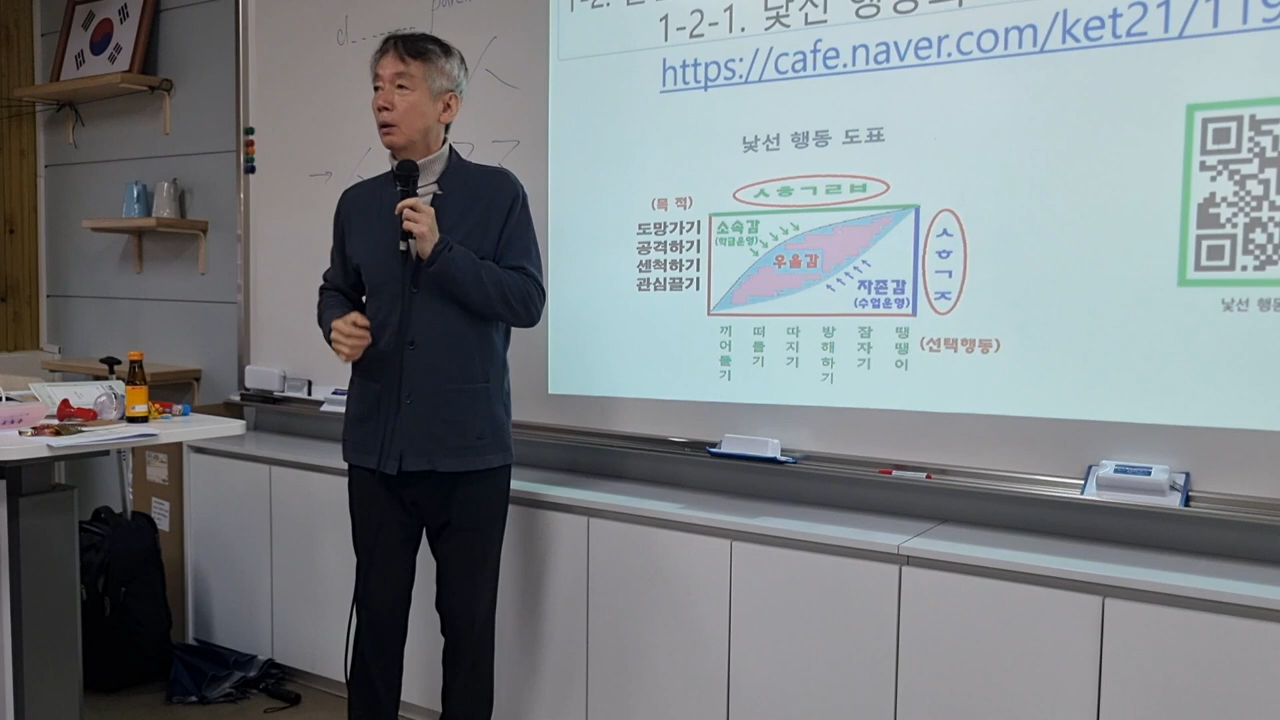 1-2-1. 낯선 행동의
https://cafe.naver.com/ket21/119
낯선 행동 도표
ㅅㅎㄱㄹㅂ
(목 적)
도망가기
공격하기
센척하기
관심끌기
소속감
(학급운영)
우울감
자존감
(수업운영)
ㅅㅎㄱㅈ
끼어들기
떠들기
따지기
방해하기
잠자기
땡땡이
(선택행동)
낯선 행동